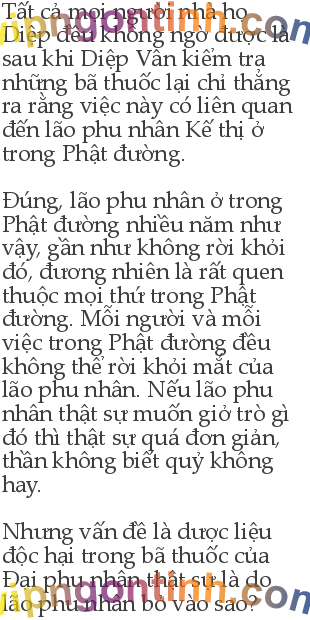 Tất cả mọi người nhà họ
Diệp đều không ngờ được là
sau khi Diệp Vân kiểm tra
những bã thuốc lại chỉ thẳng
ra rằng việc này có liên quan
đến lão phu nhân Kế thị ở
trong Phật đường.

Đúng, lão phu nhân ở trong
Phật đường nhiều năm như
vậy, gần như không rời khỏi
đó, đương nhiên là rất quen
thuộc mọi thứ trong Phật
đường. Mỗi người và mỗi
việc trong Phật đường đều
không thể rời khỏi mắt của
lão phu nhân. Nếu lão phu
nhân thật sự muốn giở trò gì
đó thì thật sự quá đơn giản,
thần không biết quỷ không
hay.

Nhưng vấn đề là dược liệu
độc hại trong bã thuốc của
Đại phu nhân thật sự là do
lão phu nhân bỏ vào sao?
vipngontinh.com
vipngontinh.com